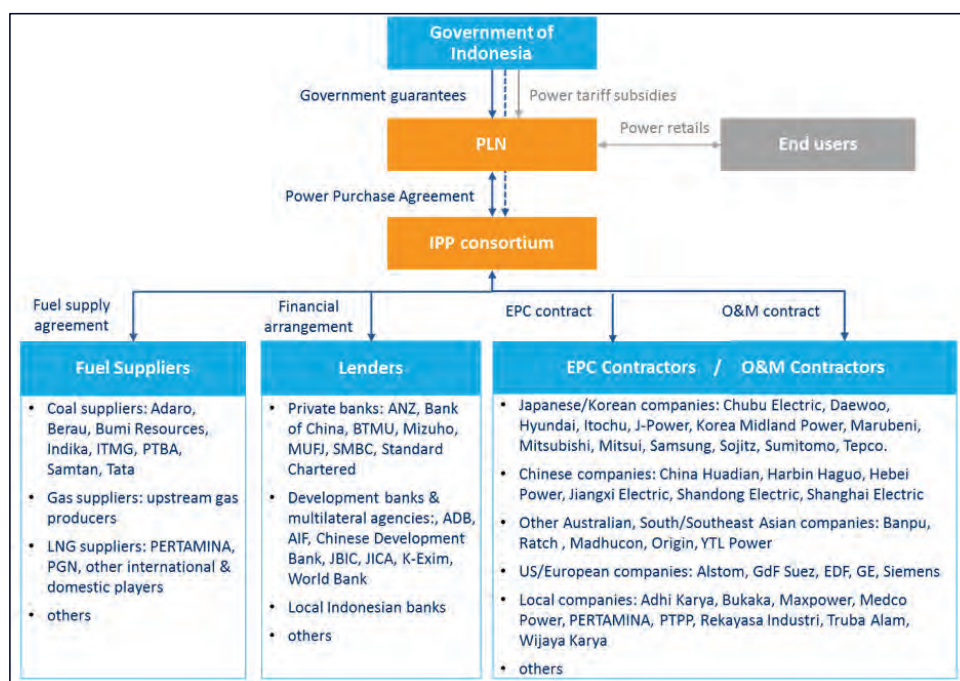 Government of
Indonesia
Government guarantees
Power tariff subsidies
Power retails
PLN
End users
Power Purchase Agreement
IPP consortium
Fuel supply
agreement
Financial
arrangement
EPC contract
O&M contract
Fuel Suppliers
• Coal suppliers: Adaro,
Berau, Bumi Resources,
Indika, ITMG, PTBA,
Samtan, Tata
• Gas suppliers: upstream gas
producers
• LNG suppliers: PERTAMINA,
PGN, other international &
domestic players
• others
Lenders
• Private banks: ANZ, Bank
of China, BTMU, Mizuho,
MUFJ, SMBC, Standard
Chartered
• Development banks &
multilateral agencies:, ADB,
AIF, Chinese Development
Bank, JBIC, JICA, K-Exim,
World Bank
• Local Indonesian banks
• others
EPC Contractors / O&M Contractors
• Japanese/Korean companies: Chubu Electric, Daewoo,
Hyundai, Itochu, J-Power, Korea Midland Power, Marubeni,
Mitsubishi, Mitsui, Samsung, Sojitz, Sumitomo, Tepco.
• Chinese companies: China Huadian, Harbin Haguo, Hebei
Power, Jiangxi Electric, Shandong Electric, Shanghai Electric
• Other Australian, South/Southeast Asian companies: Banpu,
Ratch , Madhucon, Origin, YTL Power
• US/European companies: Alstom, GdF Suez, EDF, GE, Siemens
• Local companies: Adhi Karya, Bukaka, Maxpower, Medco
Power, PERTAMINA, PTPP, Rekayasa Industri, Truba Alam,
Wijaya Karya
• others